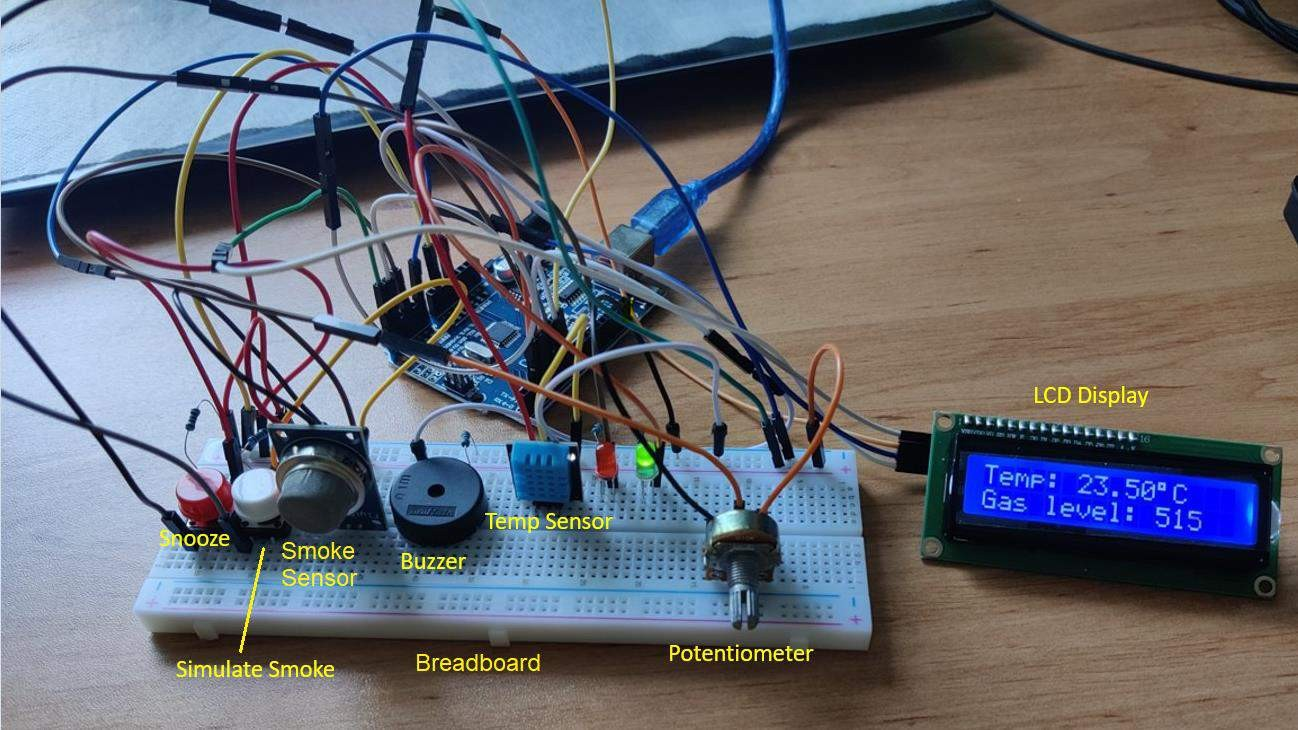 LCD Display
Temp: 23.50°C
Gas level: 515
Temp Sensor
Snooze
Smoke
Sensor
Buzzer
Simulate Smoke
Breadboard
Potentiometer